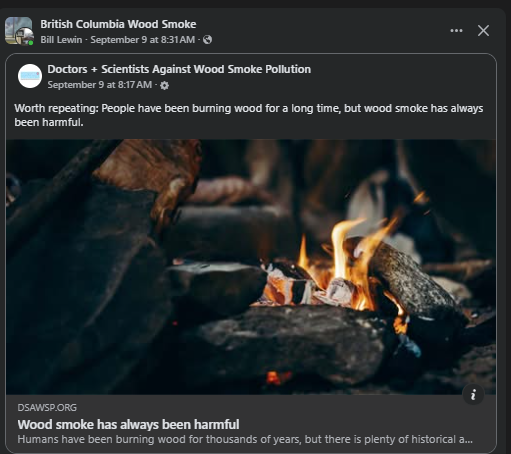 British Columbia Wood Smoke
Bill Lewin · September 9 at 8:31 AM ·
Doctors + Scientists Against Wood Smoke Pollution
September 9 at 8:17 AM ·
Worth repeating: People have been burning wood for a long time, but wood smoke has always
been harmful.
DSAWSP.ORG
Wood smoke has always been harmful
Humans have been burning wood for thousands of years, but there is plenty of historical a...